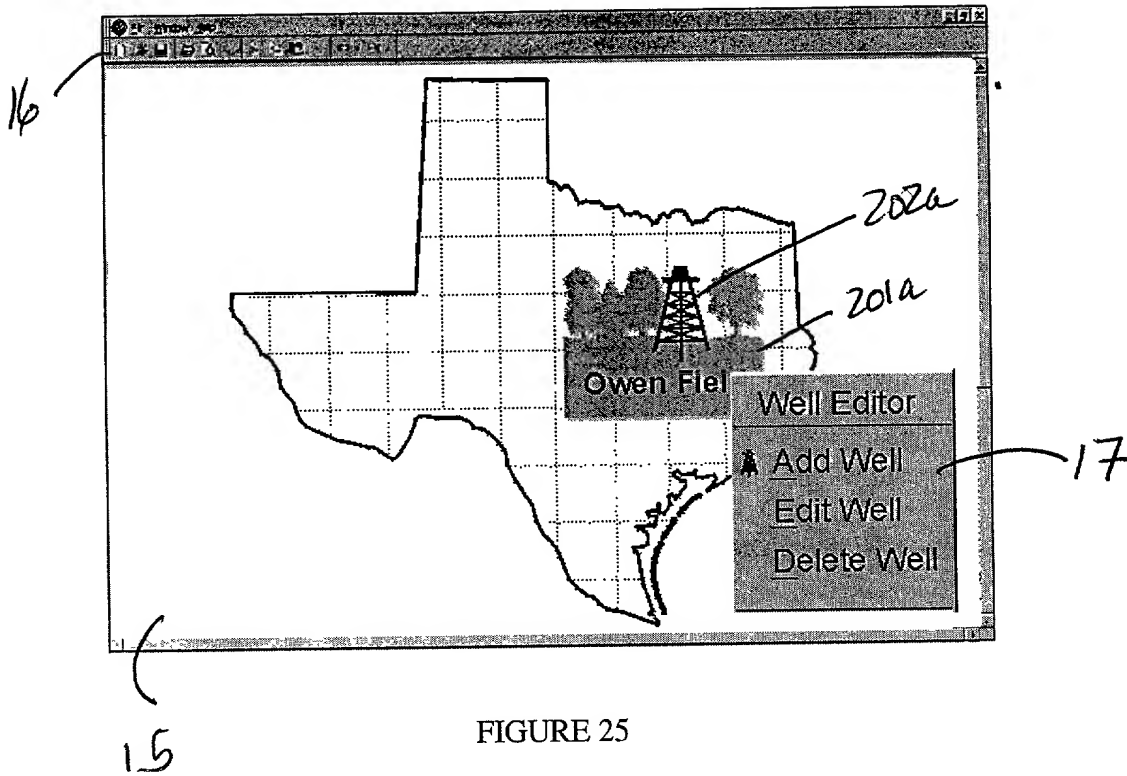 16
202a
201a
Owen Fiel
Well Editor
Add Well
Edit Well
Delete Well
17
15
FIGURE 25